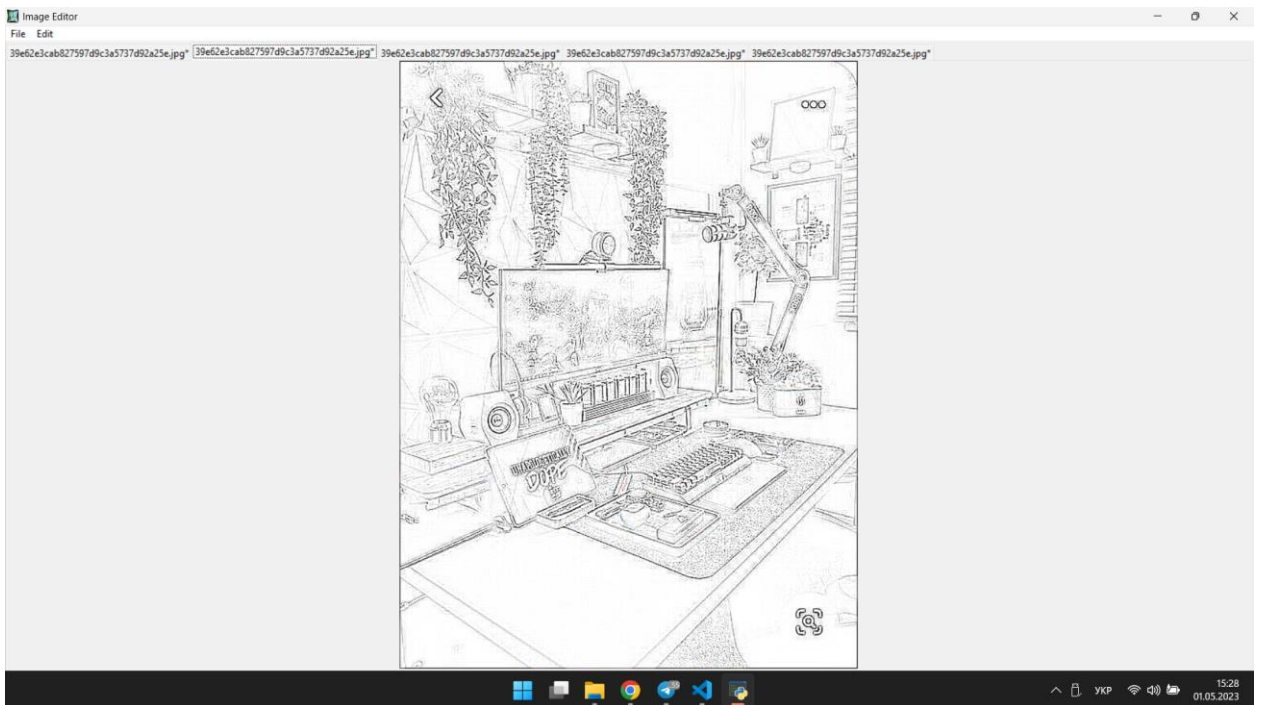 Image Editor
File Edit
39e62e3cab827597d9c3a5737d92a25e.jpg* 39e62e3cab827597d9c3a5737d92a25e.jpg* 39e62e3cab827597d9c3a5737d92a25e.jpg* 39e62e3cab827597d9c3a5737d92a25e.jpg* 39e62e3cab827597d9c3a5737d92a25e.jpg*
DOPE
УКР
15:28
01.05.2023